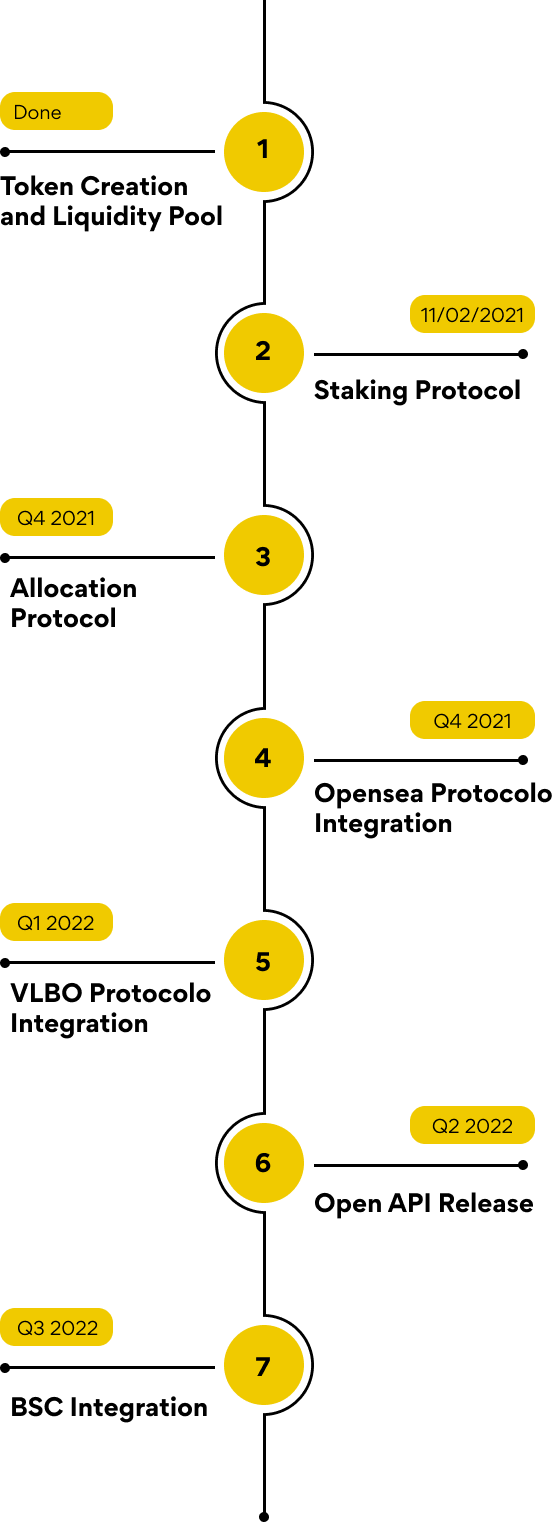 Done
1
Token Creation
and Liquidity Pool
11/02/2021
2
Staking Protocol
Q4 2021
3
Allocation
Protocol
Q4 2021
4
Opensea Protocolo
Integration
Q1 2022
5
VLBO Protocolo
Integration
Q2 2022
6
Open API Release
Q3 2022
7
BSC Integration